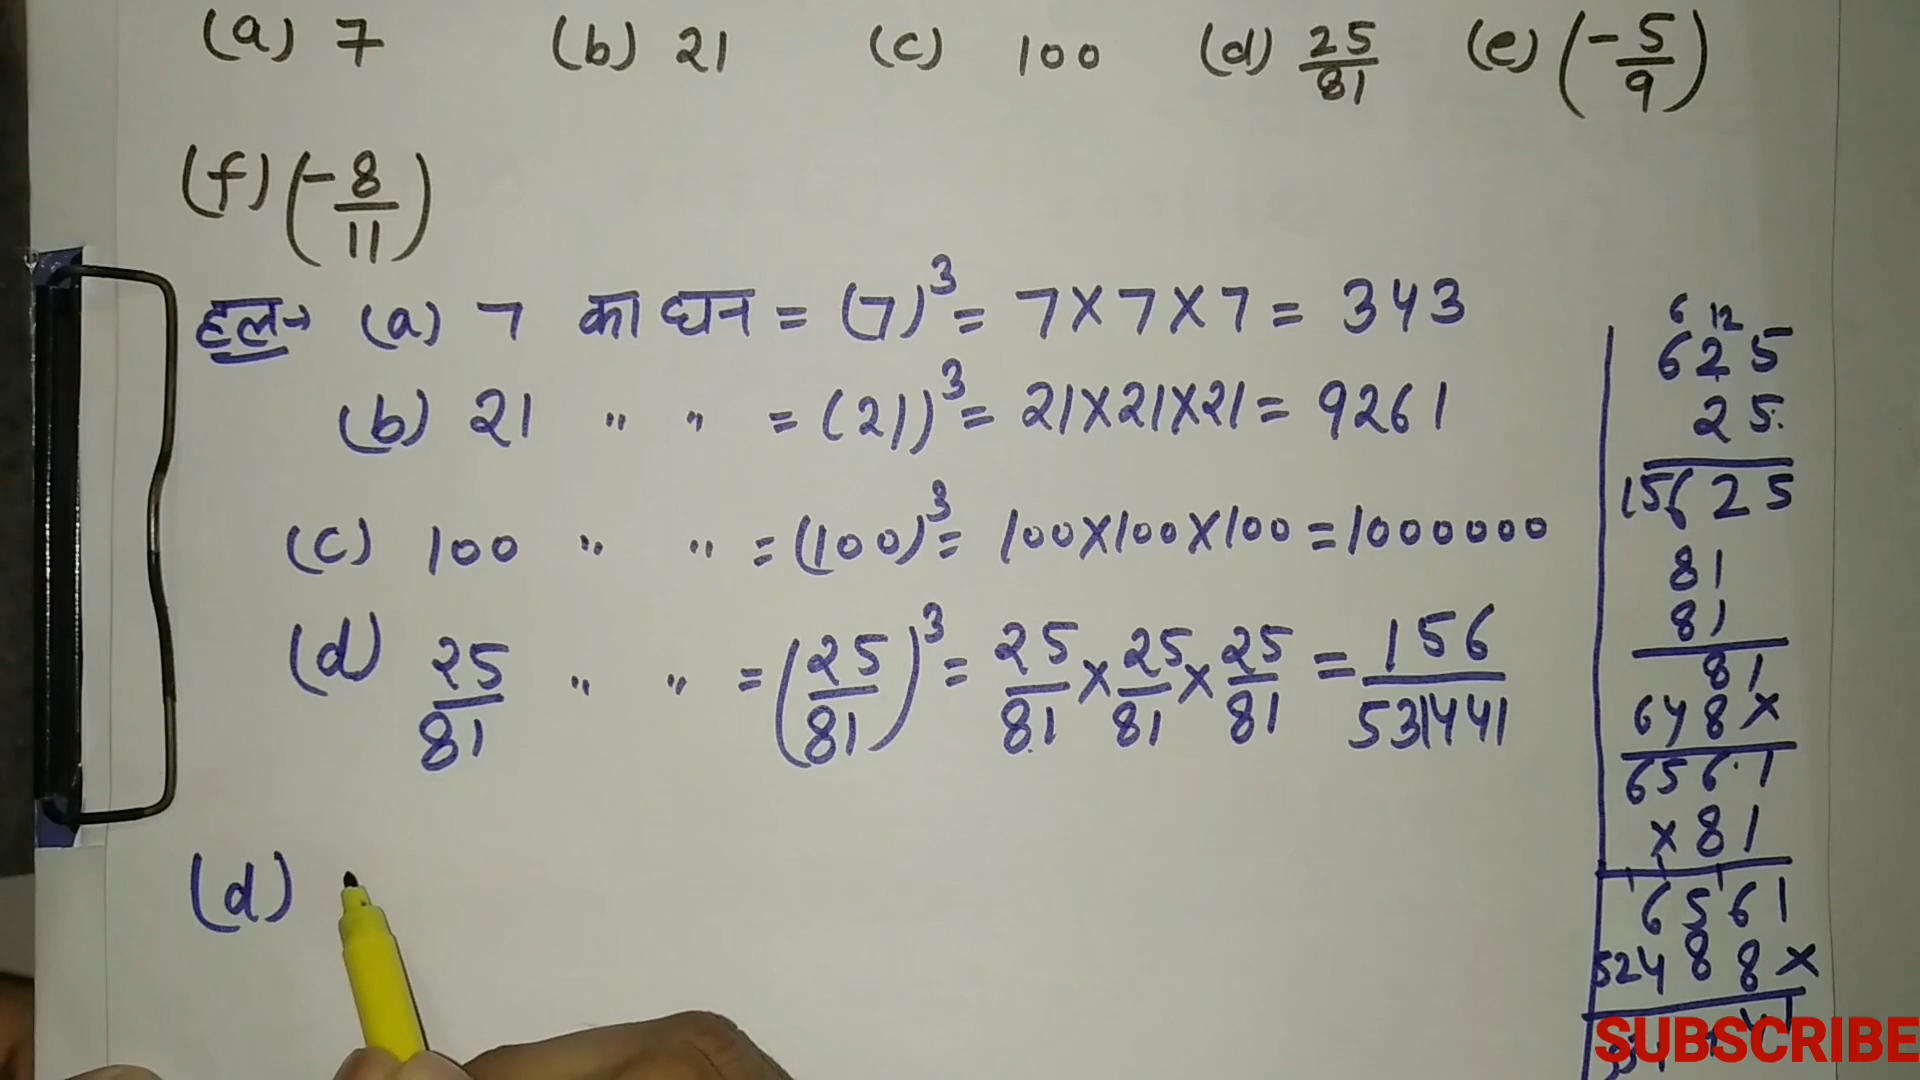 (a) 7 (b) 21 (c) 100 (d) 25/81 (e) (-5/9)
(f) (-8/11)
हल→ (a) 7 का घन = (7)³ = 7×7×7 = 343
(b) 21 " " = (21)³ = 21×21×21 = 9261
(c) 100 " " = (100)³ = 100×100×100 = 1000000
(d) 25/81 " " = (25/81)³ = 25/81 × 25/81 × 25/81 = 156/531441
(d)
6 12
625
25
15625
81
81
81
648×
6561
×81
6561
52488×
SUBSCRIBE